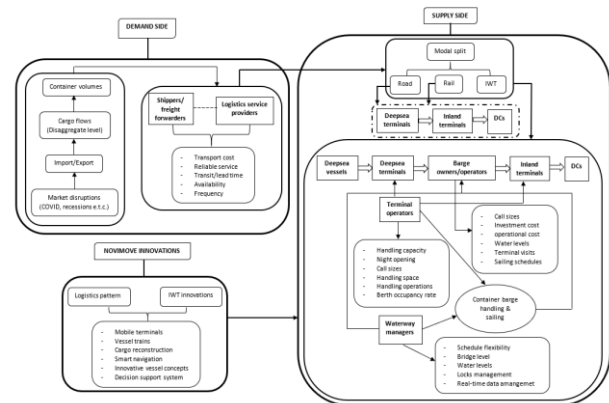 DEMAND SIDE
Container volumes
Cargo flows
(Disaggregate level)
Import/Export
Market disruptions
(COVID, recessions e.t.c.)
Shippers/
freight
forwarders
Logistics service
providers
- Transport cost
- Reliable service
- Transit/lead time
- Availability
- Frequency
NOVIMOVE INNOVATIONS
Logistics pattern
IWT innovations
- Mobile terminals
- Vessel trains
- Cargo reconstruction
- Smart navigation
- Innovative vessel concepts
- Decision support system
SUPPLY SIDE
Modal split
Road
Rail
IWT
Deepsea
terminals
Inland
terminals
DCs
Deepsea
vessels
Deepsea
terminals
Barge
owners/operators
Inland
terminals
DCs
Terminal
operators
- Handling capacity
- Night opening
- Call sizes
- Handling space
- Handling operations
- Berth occupancy rate
- Call sizes
- Investment cost
- operational cost
- Water levels
- Terminal visits
- Sailing schedules
Container barge
handling &
sailing
Waterway
managers
- Schedule flexibility
- Bridge level
- Water levels
- Locks management
- Real-time data amangemet